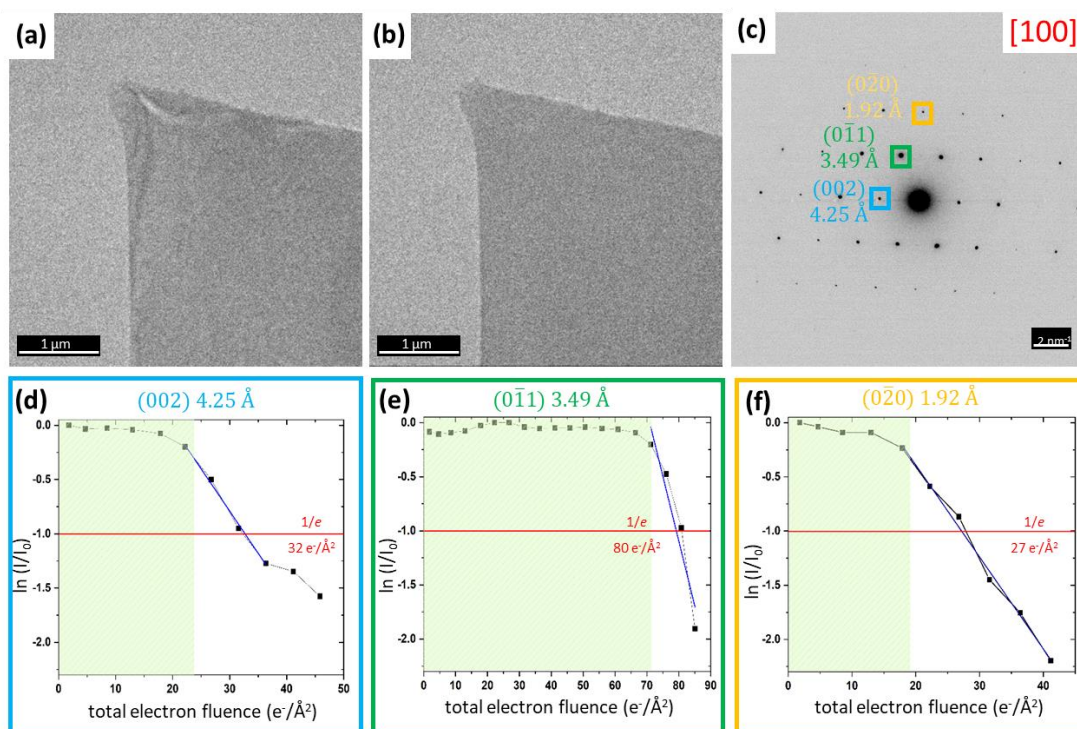 (a)
1 µm
(b)
1 µm
(c)
[100]
(02̅0)
1.92 Å
(01̅1)
3.49 Å
(002)
4.25 Å
2 nm⁻¹
(d)
(002) 4.25 Å
ln (I/I₀)
0.0
-0.5
-1.0
-1.5
-2.0
1/e
32 e⁻/Å²
0 10 20 30 40 50
total electron fluence (e⁻/Å²)
(e)
(01̅1) 3.49 Å
ln (I/I₀)
0.0
-0.5
-1.0
-1.5
-2.0
1/e
80 e⁻/Å²
0 10 20 30 40 50 60 70 80 90
total electron fluence (e⁻/Å²)
(f)
(02̅0) 1.92 Å
ln (I/I₀)
0.0
-0.5
-1.0
-1.5
-2.0
1/e
27 e⁻/Å²
0 10 20 30 40
total electron fluence (e⁻/Å²)